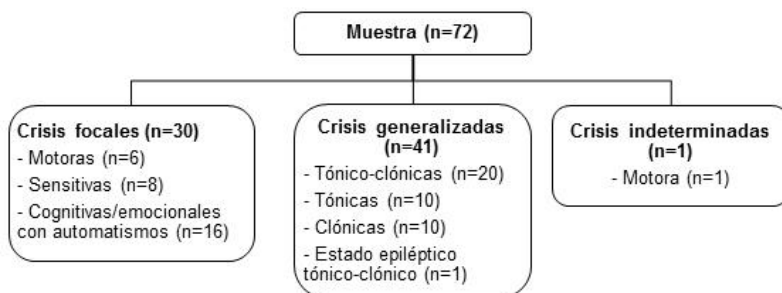 Muestra (n=72)
Crisis focales (n=30)
- Motoras (n=6)
- Sensitivas (n=8)
- Cognitivas/emocionales
con automatismos (n=16)
Crisis generalizadas
(n=41)
- Tónico-clónicas (n=20)
- Tónicas (n=10)
- Clónicas (n=10)
- Estado epiléptico
tónico-clónico (n=1)
Crisis indeterminadas
(n=1)
- Motora (n=1)